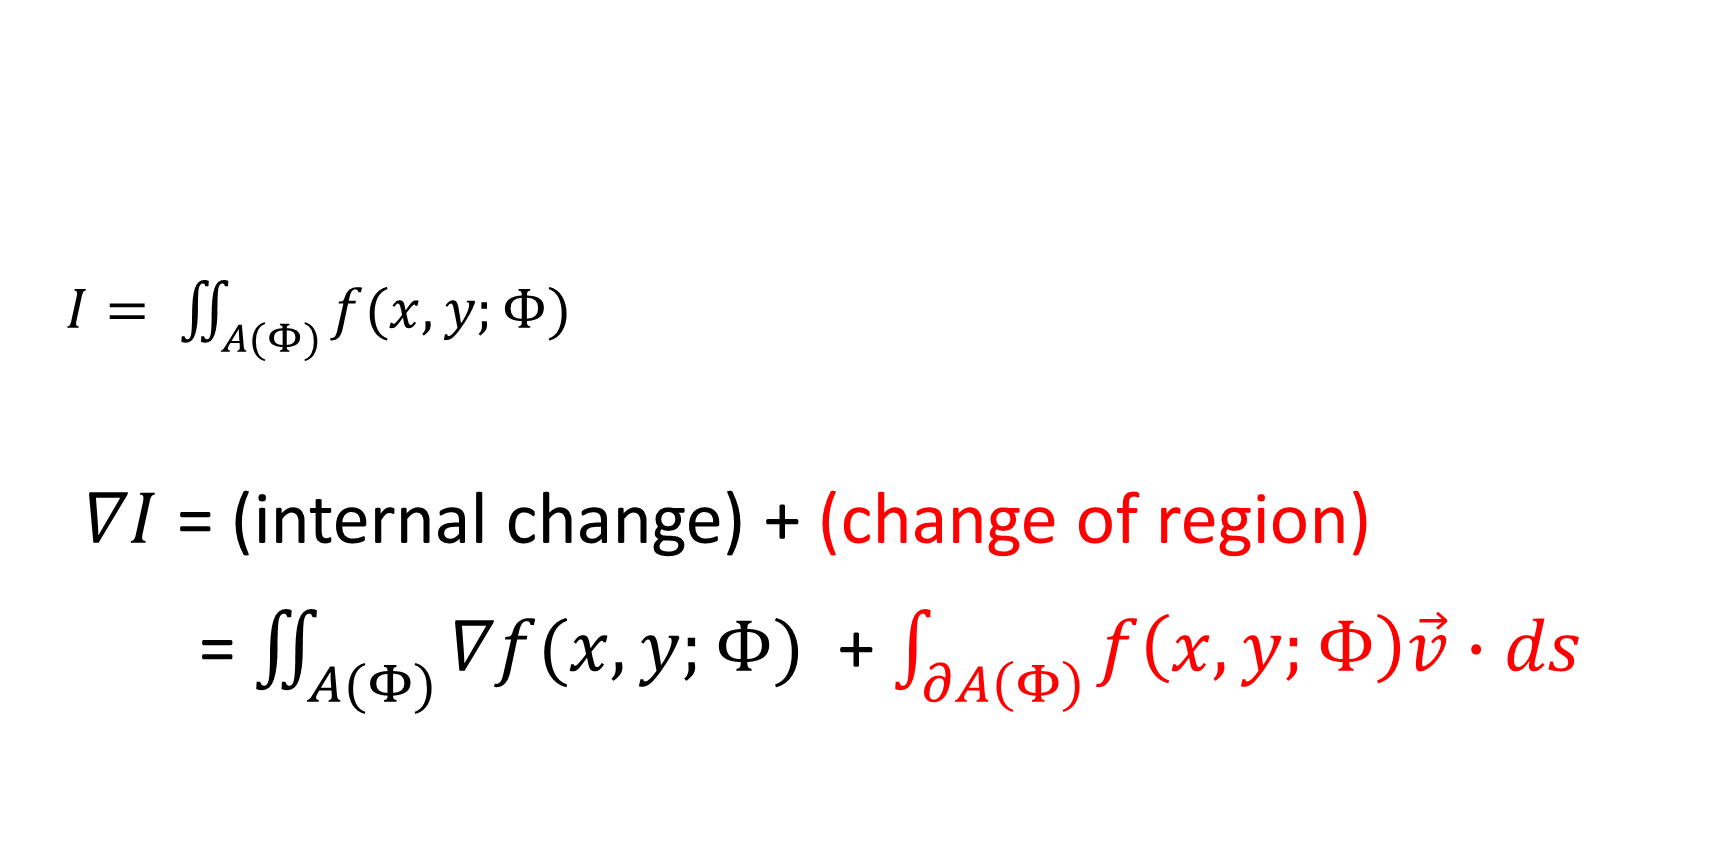 I = ∬_{A(Φ)} f(x, y; Φ)
∇I = (internal change) + (change of region)
= ∬_{A(Φ)} ∇f(x, y; Φ) + ∫_{∂A(Φ)} f(x, y; Φ)v⃗ · ds